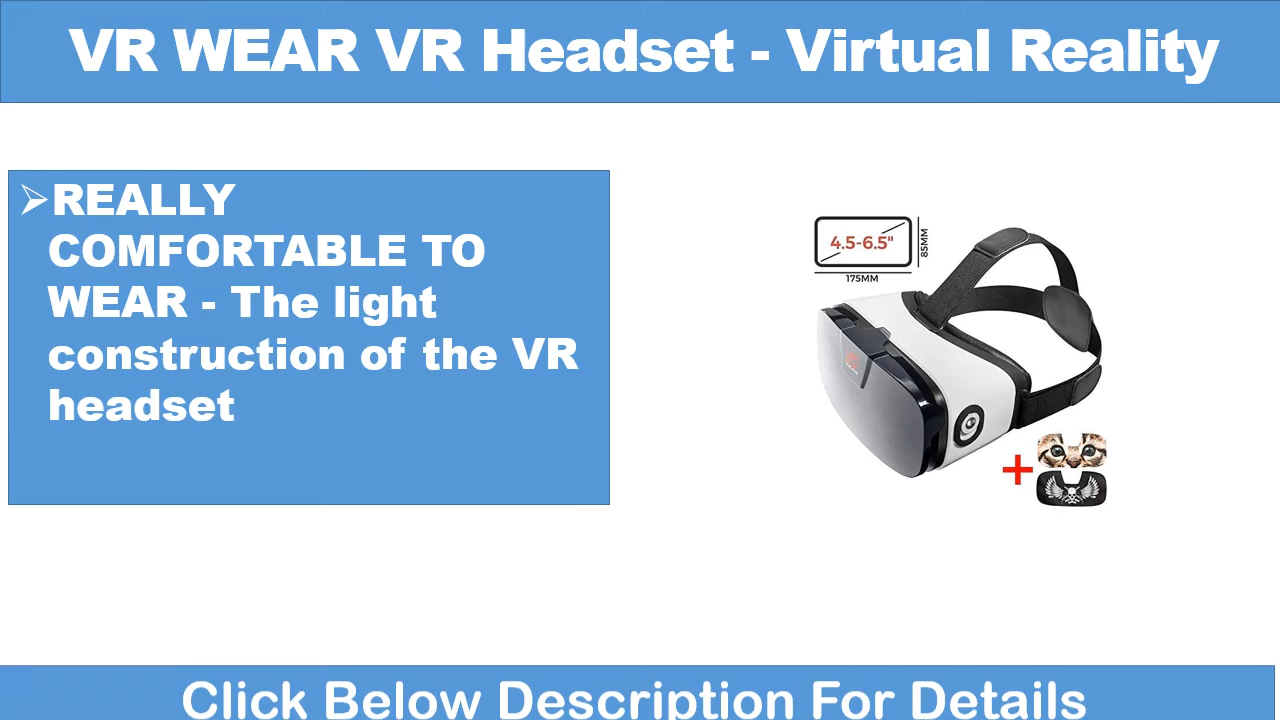 VR WEAR VR Headset - Virtual Reality
➢REALLY
COMFORTABLE TO
WEAR - The light
construction of the VR
headset
4.5-6.5"
85MM
175MM
+
Click Below Description For Details